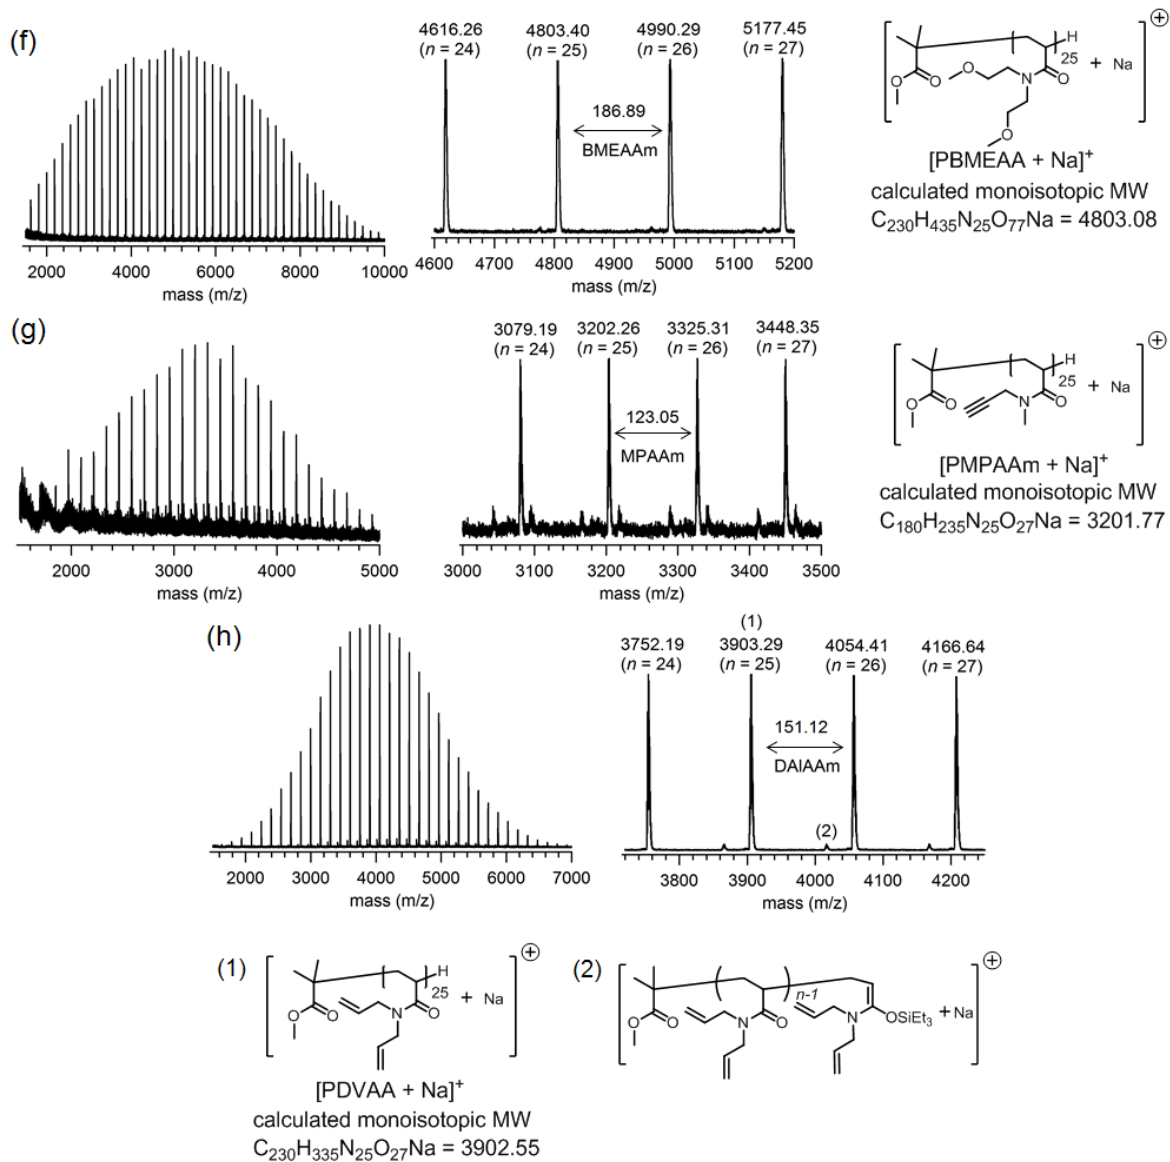 (f)
4616.26 4803.40 4990.29 5177.45
(n = 24) (n = 25) (n = 26) (n = 27)
186.89
BMEAAm
2000 4000 6000 8000 10000
mass (m/z)
4600 4700 4800 4900 5000 5100 5200
mass (m/z)
H
25
O
O
O
N
O
O
+ Na
⊕
[PBMEAA + Na]+
calculated monoisotopic MW
C230H435N25O77Na = 4803.08
(g)
3079.19 3202.26 3325.31 3448.35
(n = 24) (n = 25) (n = 26) (n = 27)
123.05
MPAAm
2000 3000 4000 5000
mass (m/z)
3000 3100 3200 3300 3400 3500
mass (m/z)
H
25
O
O
N
O
+ Na
⊕
[PMPAAm + Na]+
calculated monoisotopic MW
C180H235N25O27Na = 3201.77
(h)
(1)
3752.19 3903.29 4054.41 4166.64
(n = 24) (n = 25) (n = 26) (n = 27)
151.12
DAlAAm
(2)
2000 3000 4000 5000 6000 7000
mass (m/z)
3800 3900 4000 4100 4200
mass (m/z)
(1)
H
25
O
O
N
O
+ Na
⊕
[PDVAA + Na]+
calculated monoisotopic MW
C230H335N25O27Na = 3902.55
(2)
n-1
O
O
N
O
N
OSiEt3
+ Na
⊕